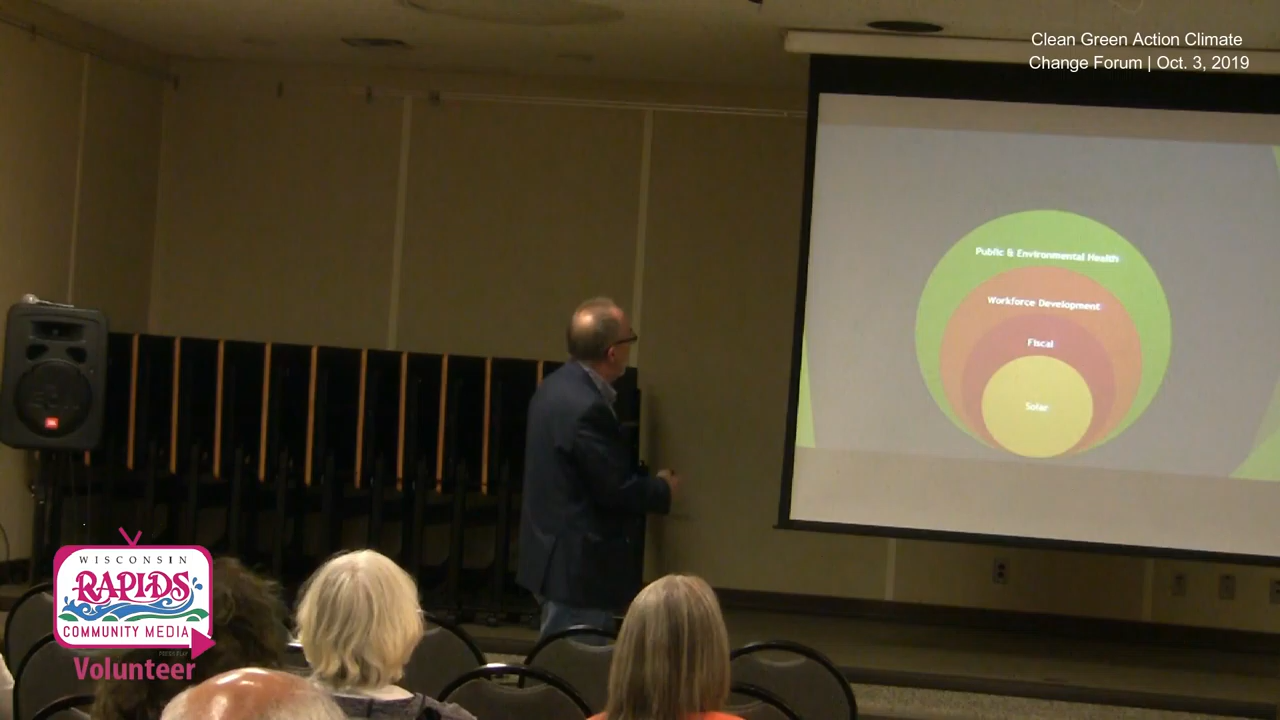 Clean Green Action Climate
Change Forum | Oct. 3, 2019
Public & Environmental Health
Workforce Development
Fiscal
Solar
WISCONSIN
RAPIDS
COMMUNITY MEDIA
Volunteer